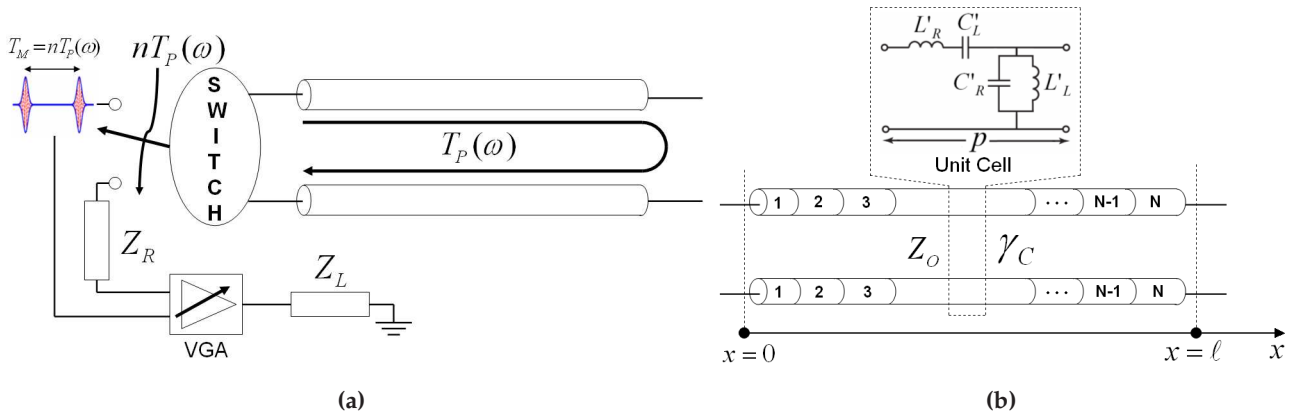 T_M = nT_P(ω)
nT_P(ω)
SWITCH
T_P(ω)
Z_R
Z_L
VGA
(a)
L'_R C'_L
C'_R L'_L
p
Unit Cell
1 2 3 ... N-1 N
Z_O γ_C
1 2 3 ... N-1 N
x = 0 x = ℓ x
(b)